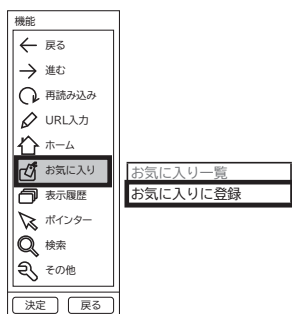 機能
戻る
進む
再読み込み
URL入力
ホーム
お気に入り
お気に入り一覧
お気に入りに登録
表示履歴
ポインター
検索
その他
決定
戻る